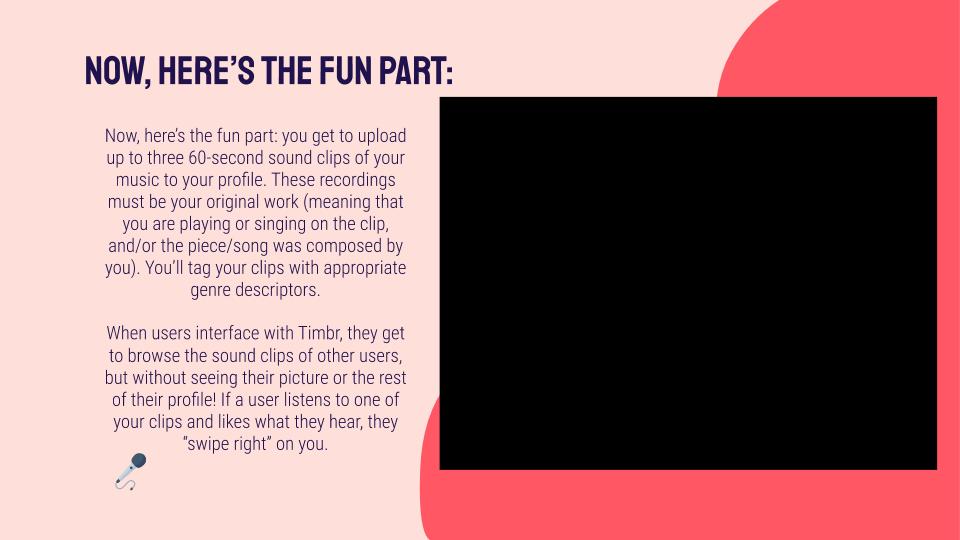 NOW, HERE’S THE FUN PART:
Now, here’s the fun part: you get to upload
up to three 60-second sound clips of your
music to your profile. These recordings
must be your original work (meaning that
you are playing or singing on the clip,
and/or the piece/song was composed by
you). You’ll tag your clips with appropriate
genre descriptors.
When users interface with Timbr, they get
to browse the sound clips of other users,
but without seeing their picture or the rest
of their profile! If a user listens to one of
your clips and likes what they hear, they
“swipe right” on you.